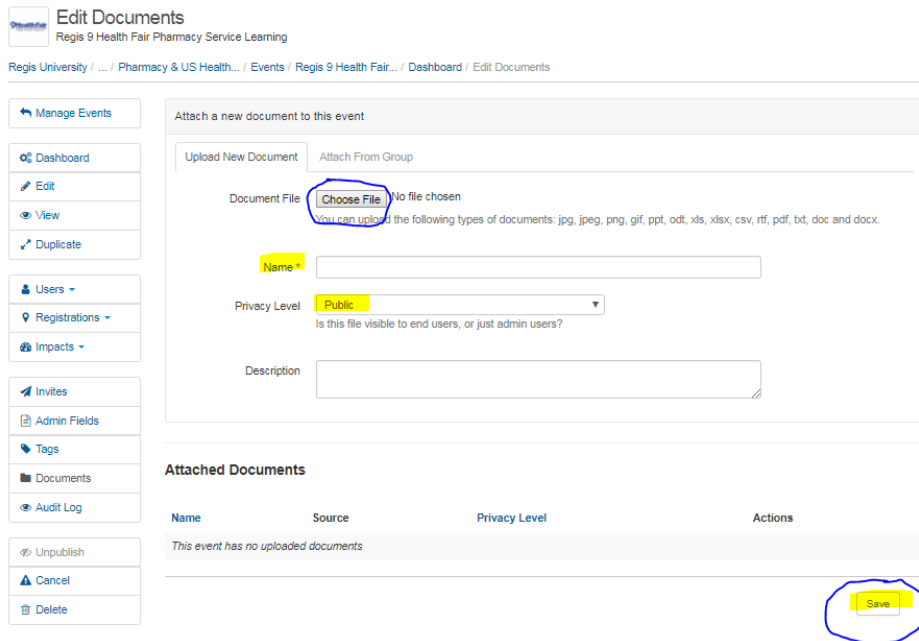 9HealthFair
Edit Documents
Regis 9 Health Fair Pharmacy Service Learning
Regis University / ... / Pharmacy & US Health... / Events / Regis 9 Health Fair... / Dashboard / Edit Documents
Manage Events
Dashboard
Edit
View
Duplicate
Users
Registrations
Impacts
Invites
Admin Fields
Tags
Documents
Audit Log
Unpublish
Cancel
Delete
Attach a new document to this event
Upload New Document Attach From Group
Document File Choose File No file chosen
You can upload the following types of documents: jpg, jpeg, png, gif, ppt, odt, xls, xlsx, csv, rtf, pdf, txt, doc and docx.
Name *
Privacy Level Public
Is this file visible to end users, or just admin users?
Description
Attached Documents
Name Source Privacy Level Actions
This event has no uploaded documents
Save